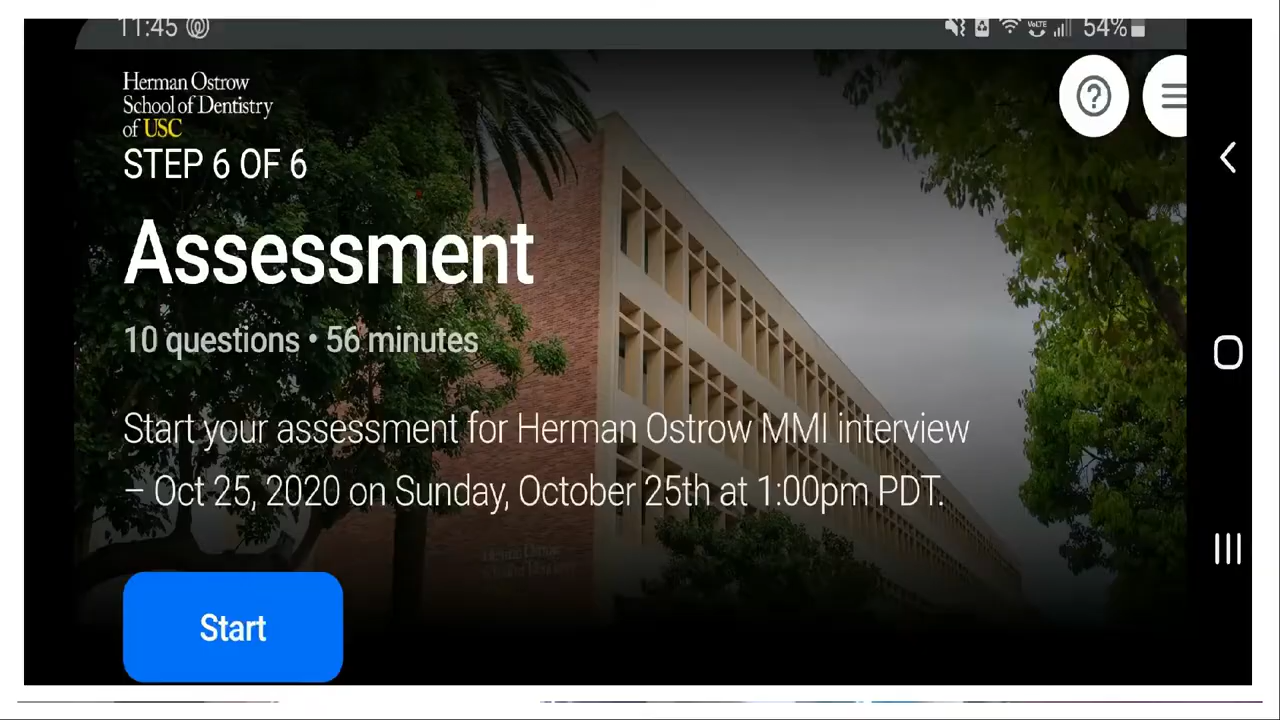 11:45
VoLTE
54%
Herman Ostrow
School of Dentistry
of USC
STEP 6 OF 6
Assessment
10 questions • 56 minutes
Start your assessment for Herman Ostrow MMI interview
– Oct 25, 2020 on Sunday, October 25th at 1:00pm PDT.
Start